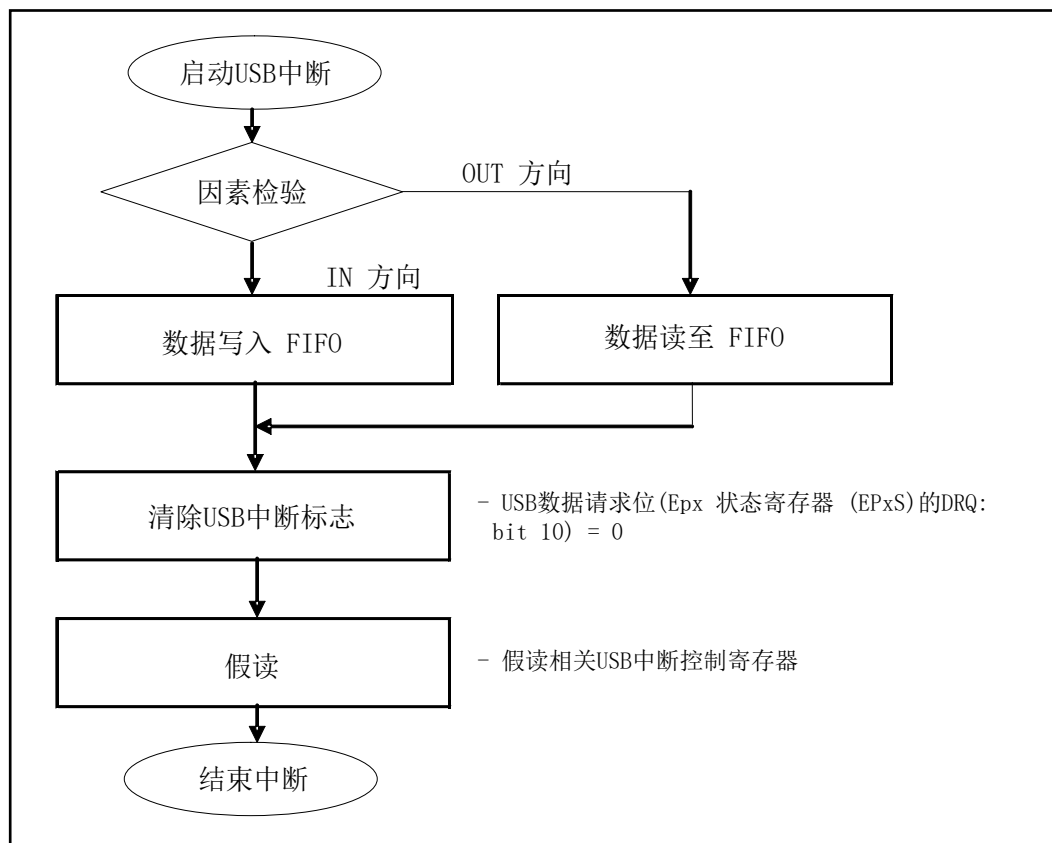 启动USB中断
因素检验
OUT 方向
IN 方向
数据写入 FIFO
数据读至 FIFO
清除USB中断标志
- USB数据请求位(Epx 状态寄存器 (EPxS)的DRQ:
bit 10) = 0
假读
- 假读相关USB中断控制寄存器
结束中断